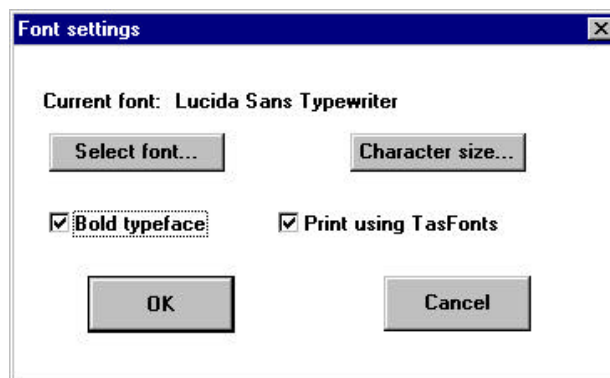 Font settings
Current font: Lucida Sans Typewriter
Select font... Character size...
Bold typeface Print using TasFonts
OK Cancel